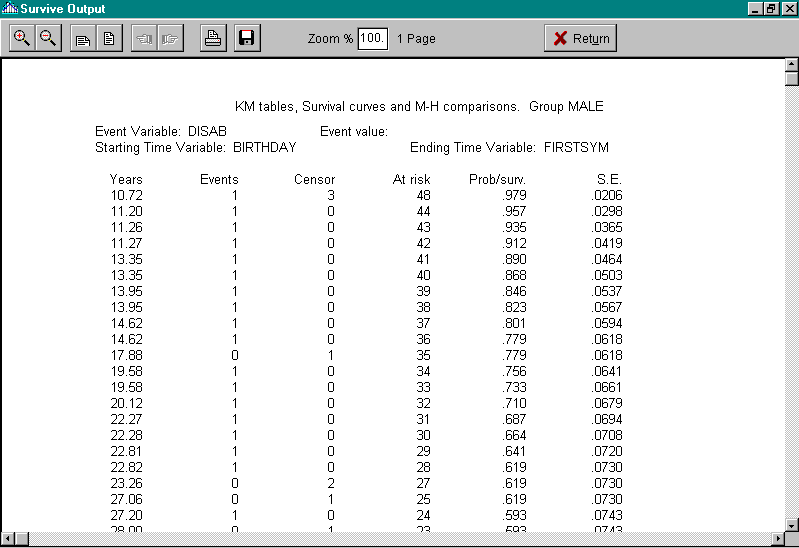 Survive Output
Zoom % 100. 1 Page Return
KM tables, Survival curves and M-H comparisons. Group MALE
Event Variable: DISAB Event value:
Starting Time Variable: BIRTHDAY Ending Time Variable: FIRSTSYM
Years Events Censor At risk Prob/surv. S.E.
10.72 1 3 48 .979 .0206
11.20 1 0 44 .957 .0298
11.26 1 0 43 .935 .0365
11.27 1 0 42 .912 .0419
13.35 1 0 41 .890 .0464
13.35 1 0 40 .868 .0503
13.95 1 0 39 .846 .0537
13.95 1 0 38 .823 .0567
14.62 1 0 37 .801 .0594
14.62 1 0 36 .779 .0618
17.88 0 1 35 .779 .0618
19.58 1 0 34 .756 .0641
19.58 1 0 33 .733 .0661
20.12 1 0 32 .710 .0679
22.27 1 0 31 .687 .0694
22.28 1 0 30 .664 .0708
22.81 1 0 29 .641 .0720
22.82 1 0 28 .619 .0730
23.26 0 2 27 .619 .0730
27.06 0 1 25 .619 .0730
27.20 1 0 24 .593 .0743
28.00 0 1 23 .593 .0743